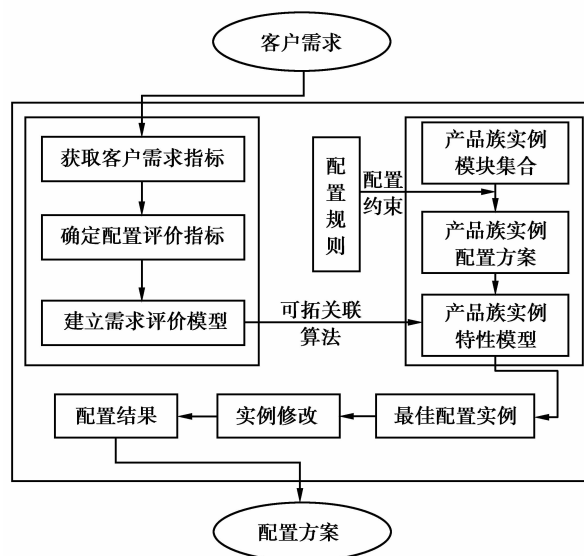 客户需求
获取客户需求指标
确定配置评价指标
建立需求评价模型
配
置
规
则
配置
约束
产品族实例
模块集合
产品族实例
配置方案
产品族实例
特性模型
可拓关联
算法
最佳配置实例
实例修改
配置结果
配置方案